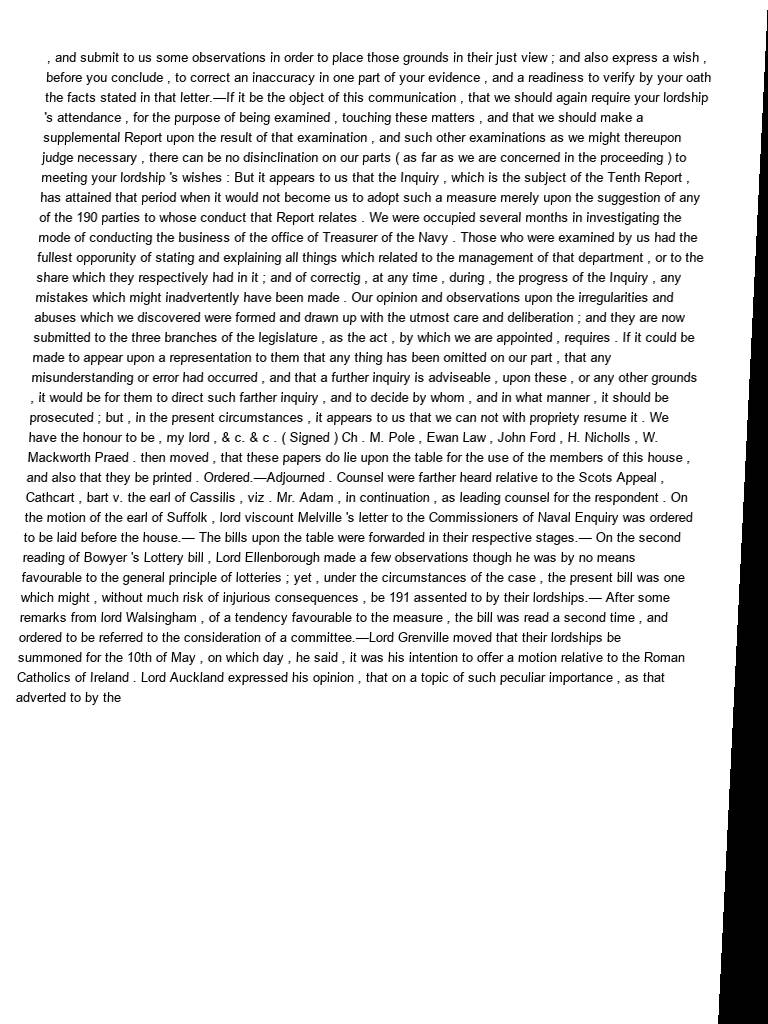 , and submit to us some observations in order to place those grounds in their just view ; and also express a wish ,
before you conclude , to correct an inaccuracy in one part of your evidence , and a readiness to verify by your oath
the facts stated in that letter.—If it be the object of this communication , that we should again require your lordship
's attendance , for the purpose of being examined , touching these matters , and that we should make a
supplemental Report upon the result of that examination , and such other examinations as we might thereupon
judge necessary , there can be no disinclination on our parts ( as far as we are concerned in the proceeding ) to
meeting your lordship 's wishes : But it appears to us that the Inquiry , which is the subject of the Tenth Report ,
has attained that period when it would not become us to adopt such a measure merely upon the suggestion of any
of the 190 parties to whose conduct that Report relates . We were occupied several months in investigating the
mode of conducting the business of the office of Treasurer of the Navy . Those who were examined by us had the
fullest opporunity of stating and explaining all things which related to the management of that department , or to the
share which they respectively had in it ; and of correctig , at any time , during , the progress of the Inquiry , any
mistakes which might inadvertently have been made . Our opinion and observations upon the irregularities and
abuses which we discovered were formed and drawn up with the utmost care and deliberation ; and they are now
submitted to the three branches of the legislature , as the act , by which we are appointed , requires . If it could be
made to appear upon a representation to them that any thing has been omitted on our part , that any
misunderstanding or error had occurred , and that a further inquiry is adviseable , upon these , or any other grounds
, it would be for them to direct such farther inquiry , and to decide by whom , and in what manner , it should be
prosecuted ; but , in the present circumstances , it appears to us that we can not with propriety resume it . We
have the honour to be , my lord , & c. & c . ( Signed ) Ch . M. Pole , Ewan Law , John Ford , H. Nicholls , W.
Mackworth Praed . then moved , that these papers do lie upon the table for the use of the members of this house ,
and also that they be printed . Ordered.—Adjourned . Counsel were farther heard relative to the Scots Appeal ,
Cathcart , bart v. the earl of Cassilis , viz . Mr. Adam , in continuation , as leading counsel for the respondent . On
the motion of the earl of Suffolk , lord viscount Melville 's letter to the Commissioners of Naval Enquiry was ordered
to be laid before the house.— The bills upon the table were forwarded in their respective stages.— On the second
reading of Bowyer 's Lottery bill , Lord Ellenborough made a few observations though he was by no means
favourable to the general principle of lotteries ; yet , under the circumstances of the case , the present bill was one
which might , without much risk of injurious consequences , be 191 assented to by their lordships.— After some
remarks from lord Walsingham , of a tendency favourable to the measure , the bill was read a second time , and
ordered to be referred to the consideration of a committee.—Lord Grenville moved that their lordships be
summoned for the 10th of May , on which day , he said , it was his intention to offer a motion relative to the Roman
Catholics of Ireland . Lord Auckland expressed his opinion , that on a topic of such peculiar importance , as that
adverted to by the